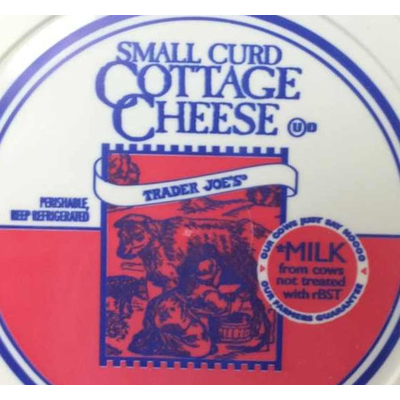 SMALL CURD
COTTAGE
CHEESE Ⓤ D
TRADER JOE'S®
PERISHABLE,
KEEP REFRIGERATED
OUR COWS JUST SAY MOOOO
*MILK
from cows
not treated
with rBST
OUR FARMERS GUARANTEE